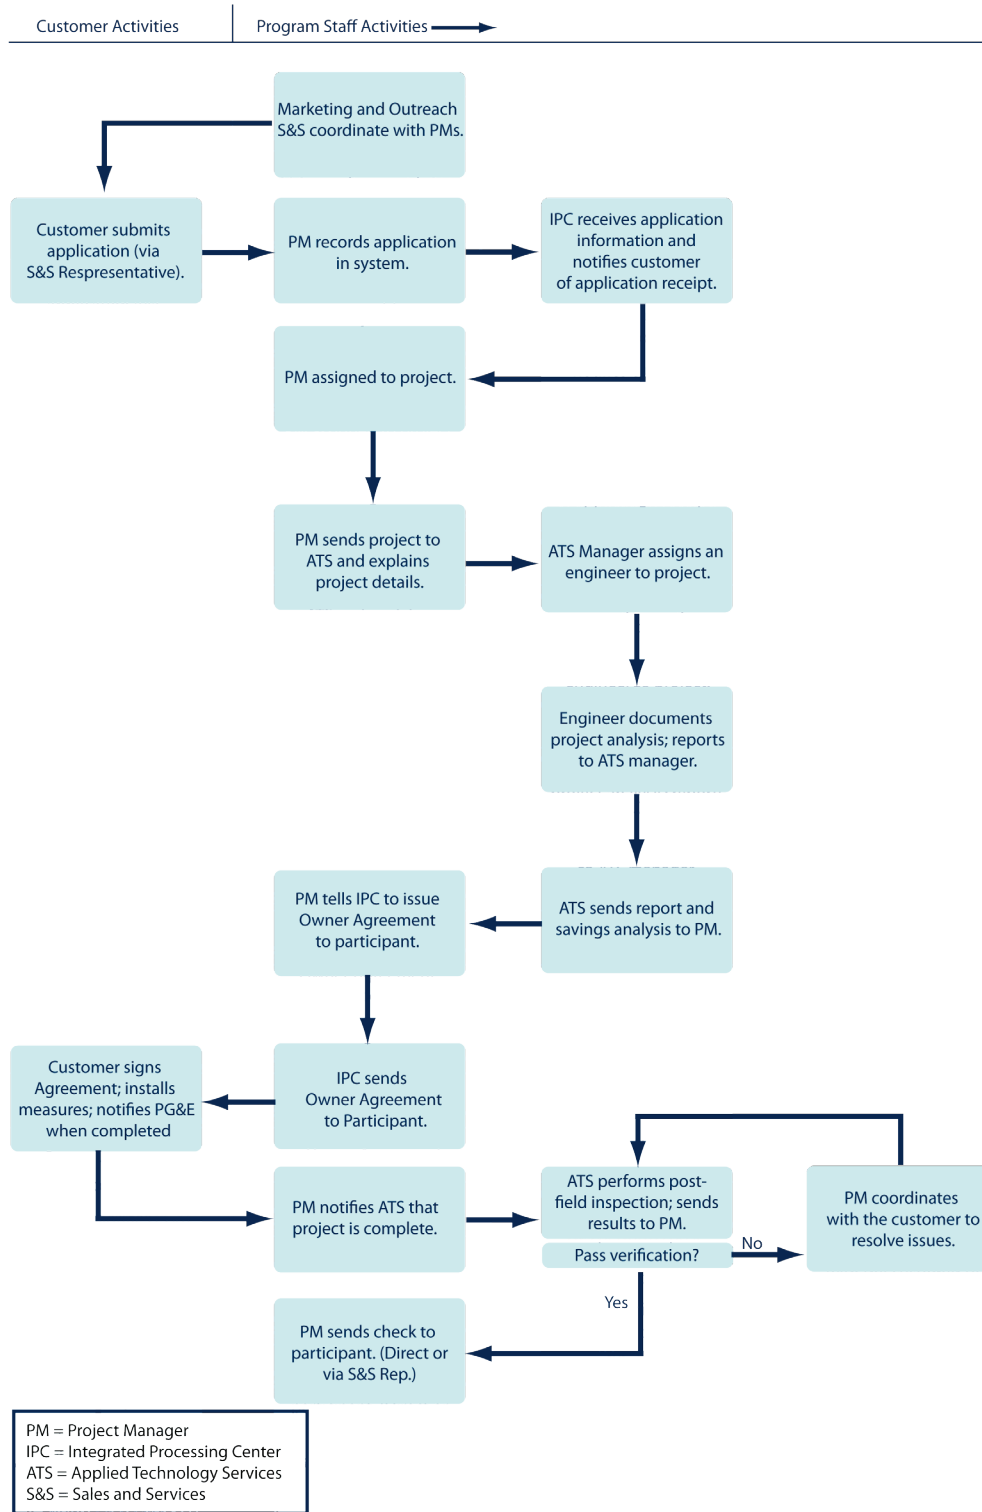 Customer Activities
Program Staff Activities
Marketing and Outreach
S&S coordinate with PMs.
Customer submits
application (via
S&S Respresentative).
PM records application
in system.
IPC receives application
information and
notifies customer
of application receipt.
PM assigned to project.
PM sends project to
ATS and explains
project details.
ATS Manager assigns an
engineer to project.
Engineer documents
project analysis; reports
to ATS manager.
ATS sends report and
savings analysis to PM.
PM tells IPC to issue
Owner Agreement
to participant.
IPC sends
Owner Agreement
to Participant.
Customer signs
Agreement; installs
measures; notifies PG&E
when completed
PM notifies ATS that
project is complete.
ATS performs post-
field inspection; sends
results to PM.
Pass verification?
No
PM coordinates
with the customer to
resolve issues.
Yes
PM sends check to
participant. (Direct or
via S&S Rep.)
PM = Project Manager
IPC = Integrated Processing Center
ATS = Applied Technology Services
S&S = Sales and Services